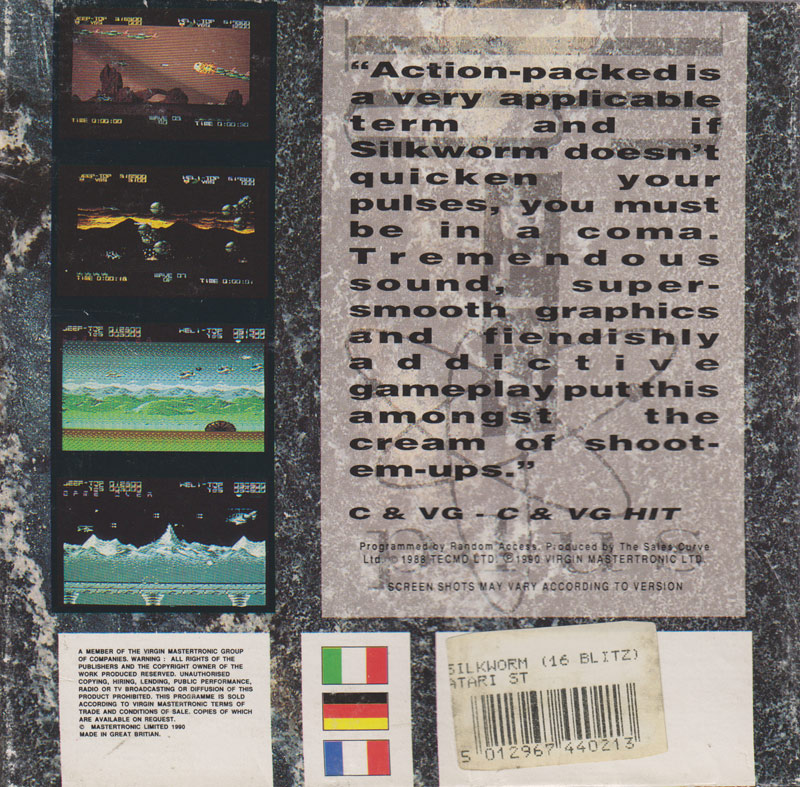 “Action-packed is
a very applicable
term and if
Silkworm doesn't
quicken your
pulses, you must
be in a coma.
Tremendous
sound, super-
smooth graphics
and fiendishly
addictive
gameplay put this
amongst the
cream of shoot-
em-ups.”
C & VG - C & VG HIT
plus
Programmed by Random Access. Produced by The Sales Curve
Ltd. © 1988 TECMO LTD. ℗1990 VIRGIN MASTERTRONIC LTD.
SCREEN SHOTS MAY VARY ACCORDING TO VERSION
A MEMBER OF THE VIRGIN MASTERTRONIC GROUP
OF COMPANIES. WARNING : ALL RIGHTS OF THE
PUBLISHERS AND THE COPYRIGHT OWNER OF THE
WORK PRODUCED RESERVED. UNAUTHORISED
COPYING, HIRING, LENDING, PUBLIC PERFORMANCE,
RADIO OR TV BROADCASTING OR DIFFUSION OF THIS
PRODUCT PROHIBITED. THIS PROGRAMME IS SOLD
ACCORDING TO VIRGIN MASTERTRONIC TERMS OF
TRADE AND CONDITIONS OF SALE. COPIES OF WHICH
ARE AVAILABLE ON REQUEST.
© MASTERTRONIC LIMITED 1990
MADE IN GREAT BRITIAN.
SILKWORM (16 BLITZ)
ATARI ST
5 012967 440213